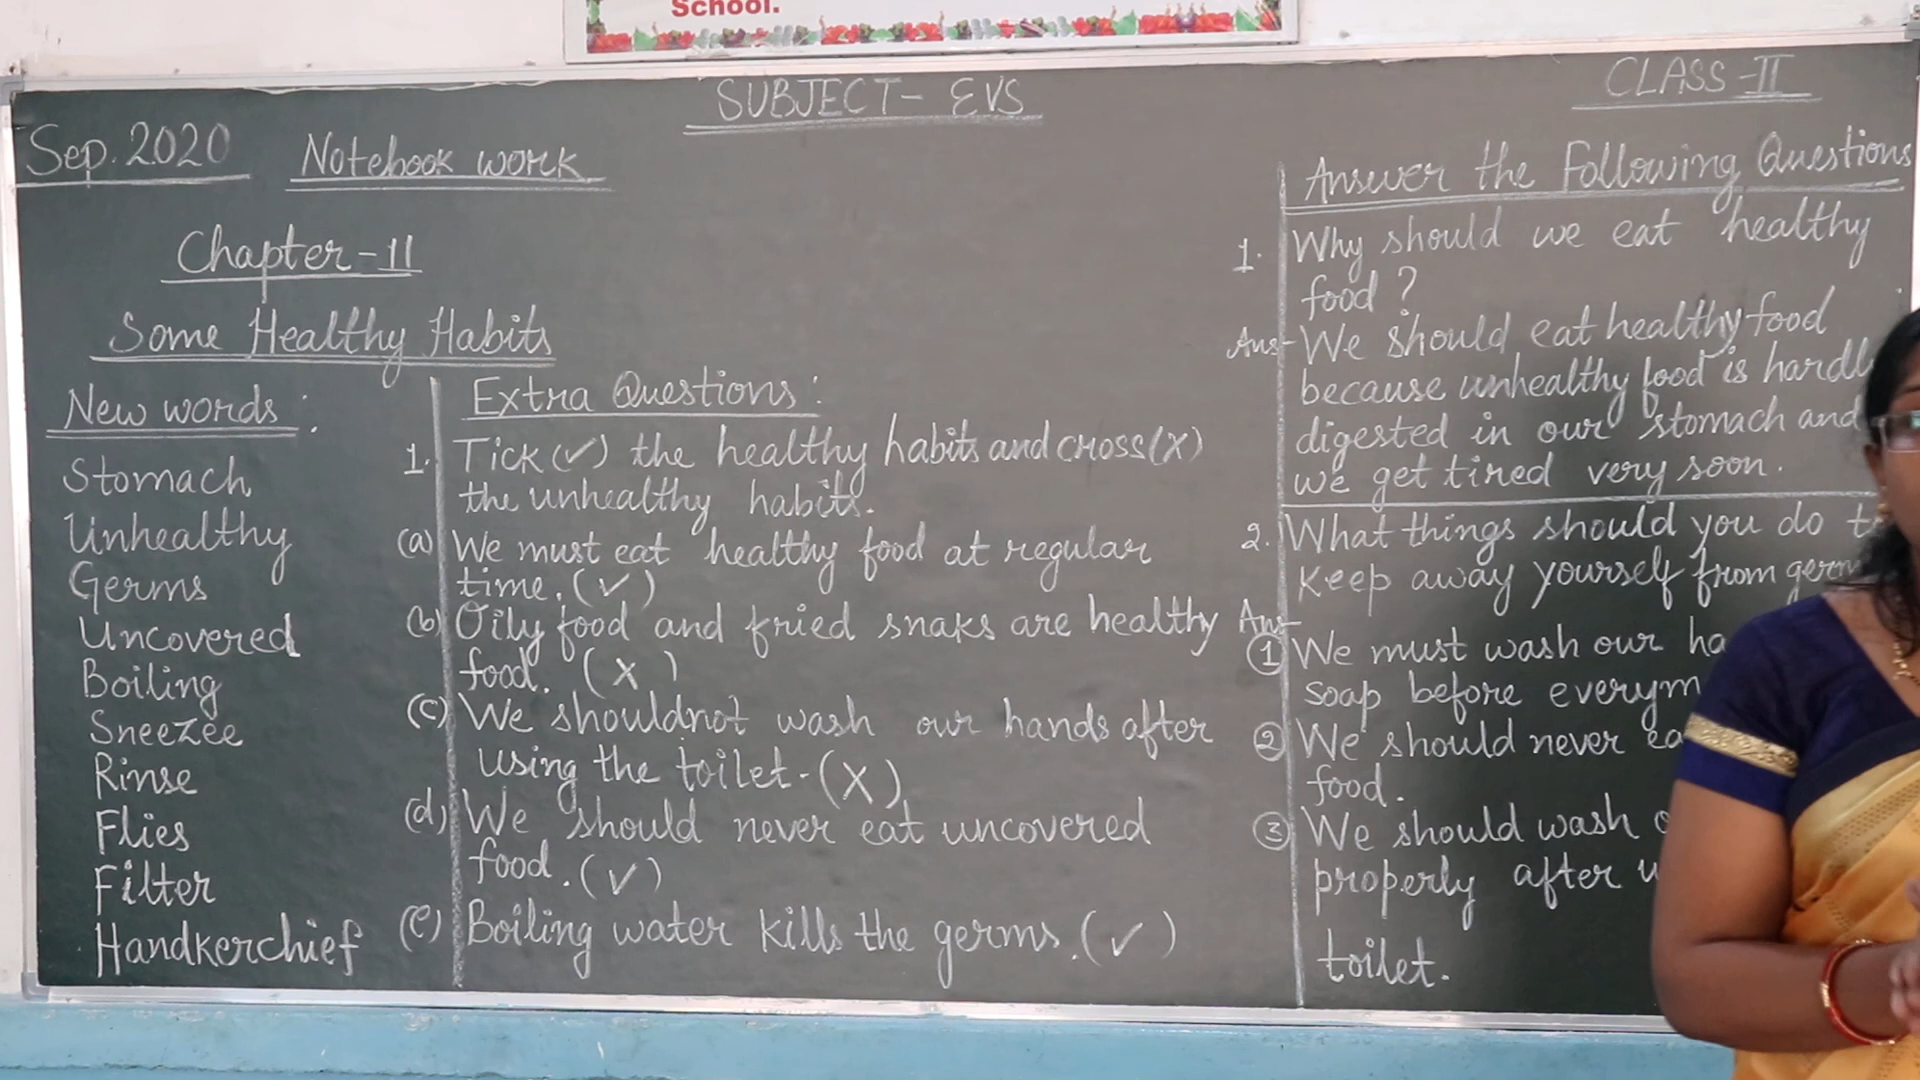 School.
SUBJECT- EVS
CLASS-II
Sep. 2020
Notebook work
Chapter-11
Some Healthy Habits
New words:
Stomach
Unhealthy
Germs
Uncovered
Boiling
Sneezee
Rinse
Flies
Filter
Handkerchief
Extra Questions:
1. Tick (✓) the healthy habits and cross (x)
the unhealthy habits.
(a) We must eat healthy food at regular
time. (✓)
(b) Oily food and fried snaks are healthy
food. (X)
(c) We shouldnot wash our hands after
using the toilet. (X)
(d) We should never eat uncovered
food. (✓)
(e) Boiling water kills the germs. (✓)
Answer the Following Questions
1. Why should we eat healthy
food?
Ans- We should eat healthy food
because unhealthy food is
digested in our stomach and
we get tired very soon.
2. What things should you do
Keep away yourself from
Ans-
① We must wash our
soap before
② We should never
food.
③ We should wash
properly after
toilet.